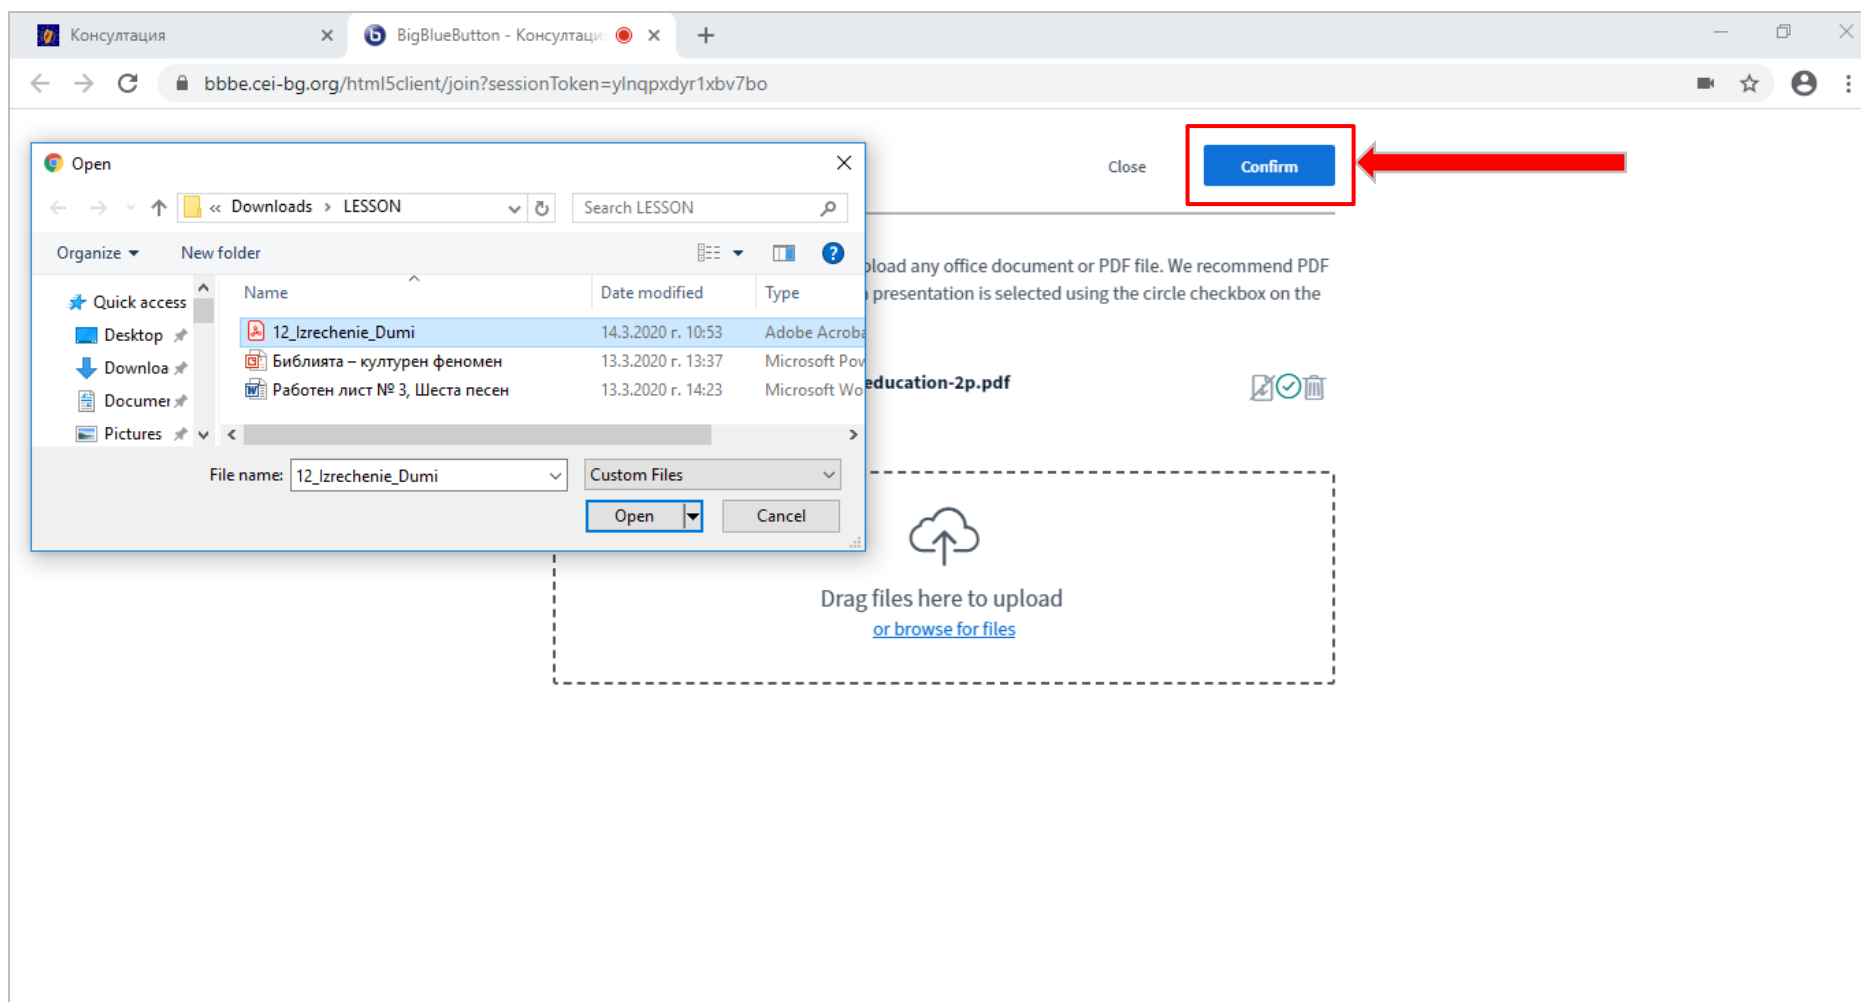 Консултация
BigBlueButton - Консултаци
bbbe.cei-bg.org/html5client/join?sessionToken=ylnqpxdyr1xbv7bo
Open
Close
Confirm
« Downloads › LESSON
Search LESSON
Organize
New folder
pload any office document or PDF file. We recommend PDF
presentation is selected using the circle checkbox on the
Name
Date modified
Type
Quick access
Desktop
Downloa
Documer
Pictures
12_Izrechenie_Dumi
14.3.2020 г. 10:53
Adobe Acroba
Библията – културен феномен
13.3.2020 г. 13:37
Microsoft Pov
Работен лист № 3, Шеста песен
13.3.2020 г. 14:23
Microsoft Wo
education-2p.pdf
File name:
12_Izrechenie_Dumi
Custom Files
Open
Cancel
Drag files here to upload
or browse for files